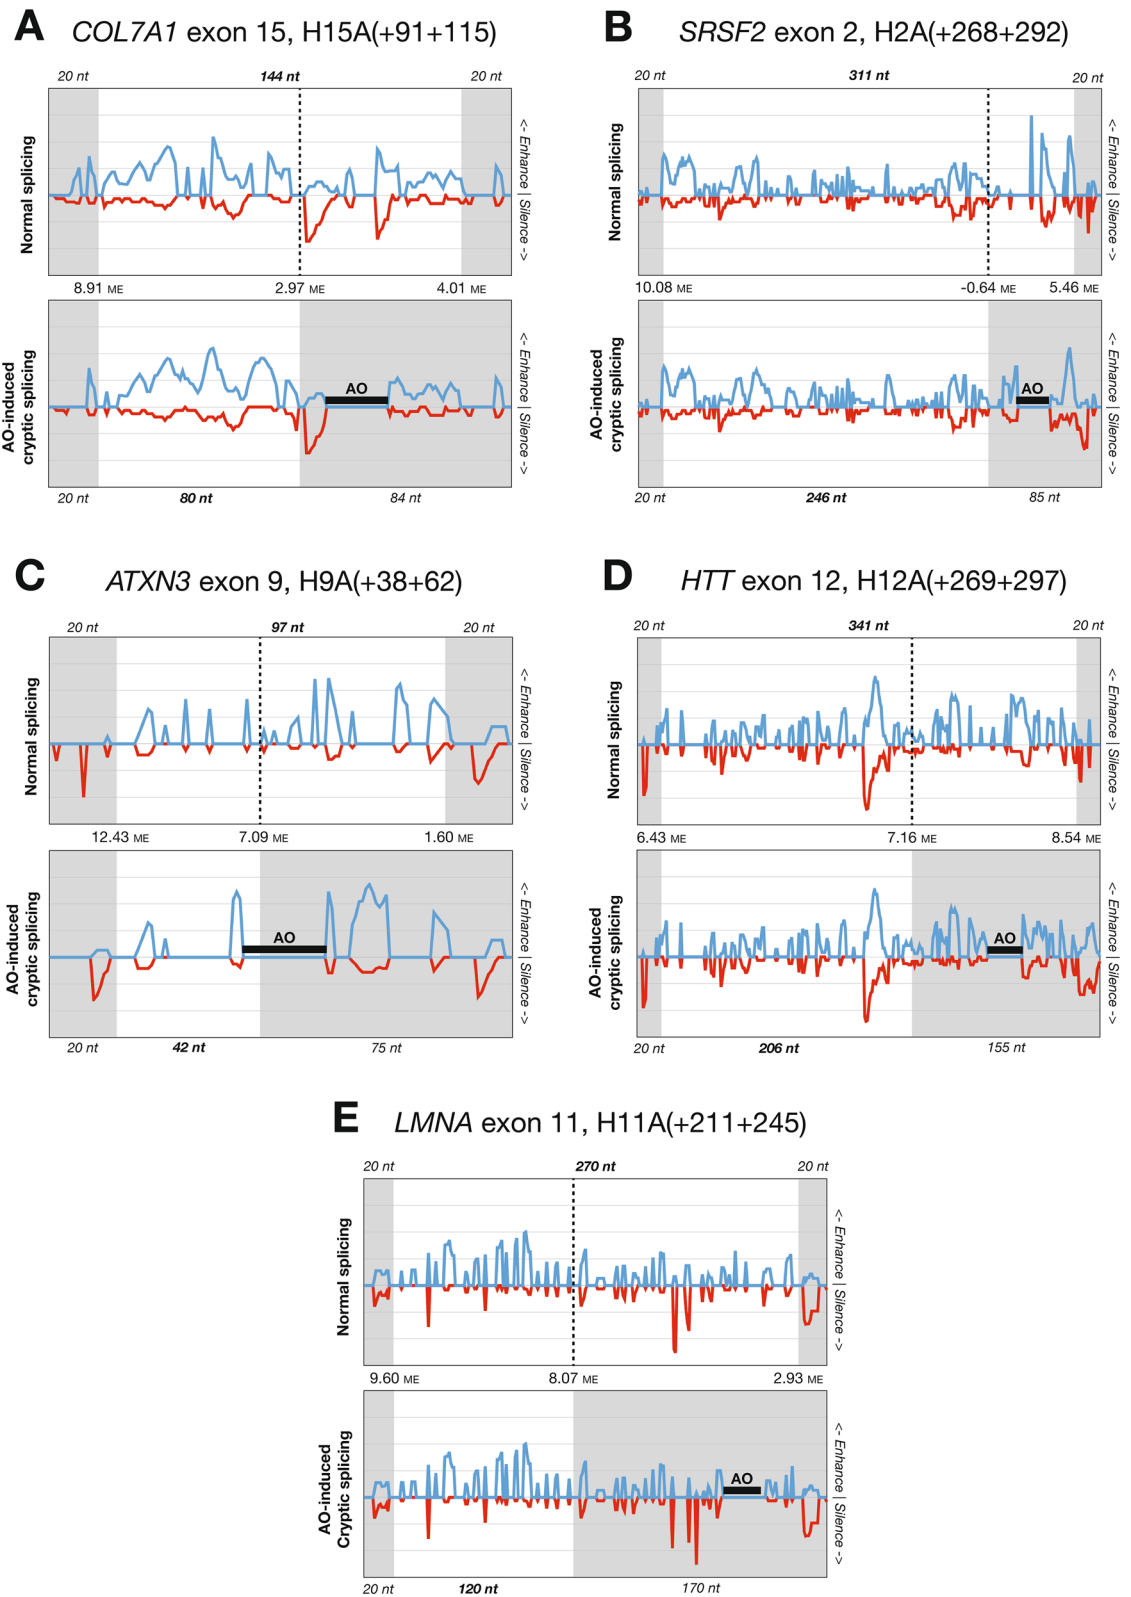 A COL7A1 exon 15, H15A(+91+115)
20 nt 144 nt 20 nt
Normal splicing
<- Enhance | Silence ->
8.91 ME 2.97 ME 4.01 ME
AO-induced
cryptic splicing
AO
<- Enhance | Silence ->
20 nt 80 nt 84 nt
B SRSF2 exon 2, H2A(+268+292)
20 nt 311 nt 20 nt
Normal splicing
<- Enhance | Silence ->
10.08 ME -0.64 ME 5.46 ME
AO-induced
cryptic splicing
AO
<- Enhance | Silence ->
20 nt 246 nt 85 nt
C ATXN3 exon 9, H9A(+38+62)
20 nt 97 nt 20 nt
Normal splicing
<- Enhance | Silence ->
12.43 ME 7.09 ME 1.60 ME
AO-induced
cryptic splicing
AO
<- Enhance | Silence ->
20 nt 42 nt 75 nt
D HTT exon 12, H12A(+269+297)
20 nt 341 nt 20 nt
Normal splicing
<- Enhance | Silence ->
6.43 ME 7.16 ME 8.54 ME
AO-induced
cryptic splicing
AO
<- Enhance | Silence ->
20 nt 206 nt 155 nt
E LMNA exon 11, H11A(+211+245)
20 nt 270 nt 20 nt
Normal splicing
<- Enhance | Silence ->
9.60 ME 8.07 ME 2.93 ME
AO-induced
Cryptic splicing
AO
<- Enhance | Silence ->
20 nt 120 nt 170 nt